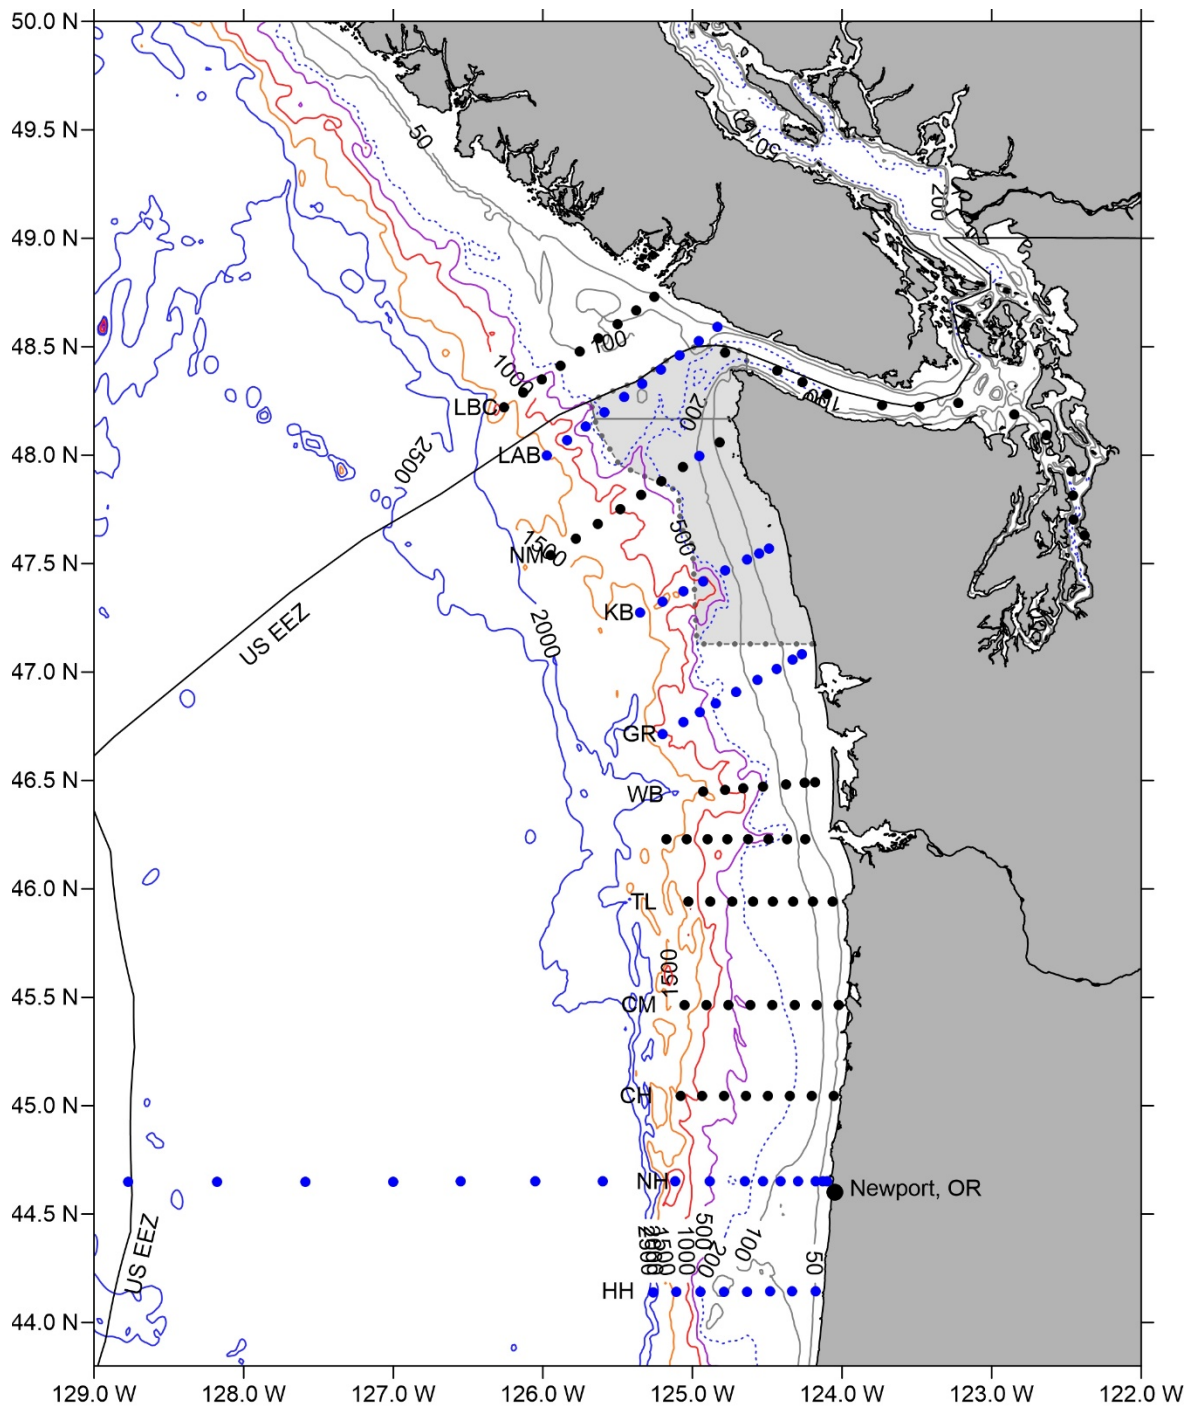 50.0 N
49.5 N
49.0 N
48.5 N
48.0 N
47.5 N
47.0 N
46.5 N
46.0 N
45.5 N
45.0 N
44.5 N
44.0 N
50
200
100
1000
LBC
LAB
200
2500
500
1500
NM
KB
2000
US EEZ
GR
WB
TL
1500
CM
CH
NH
Newport, OR
US EEZ
2000
1500
1000
500
200
100
50
HH
129.0 W
128.0 W
127.0 W
126.0 W
125.0 W
124.0 W
123.0 W
122.0 W